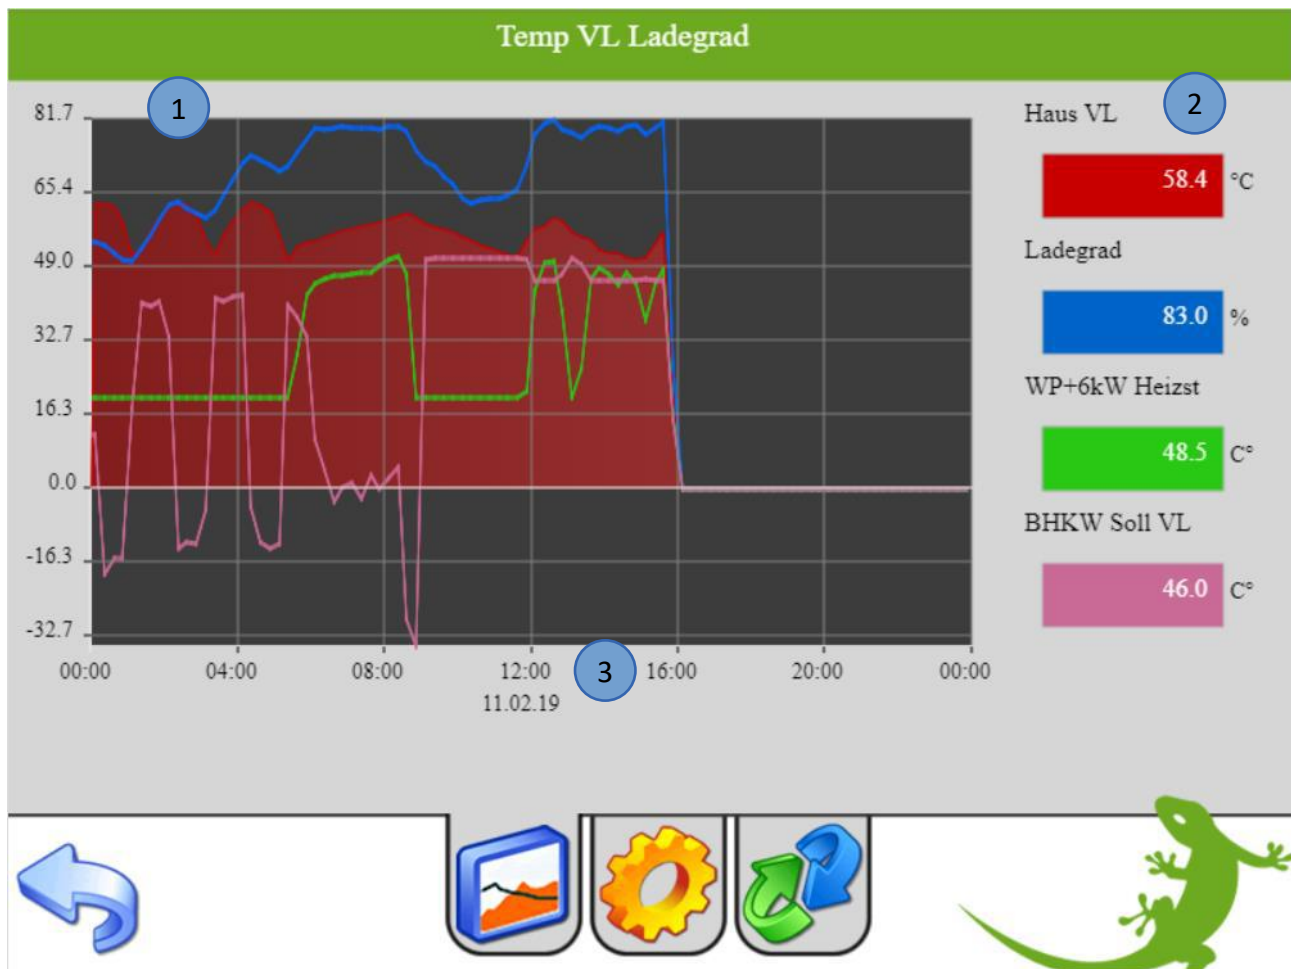 Temp VL Ladegrad
1
2
81.7
65.4
49.0
32.7
16.3
0.0
-16.3
-32.7
00:00 04:00 08:00 12:00 16:00 20:00 00:00
3
11.02.19
Haus VL
58.4 °C
Ladegrad
83.0 %
WP+6kW Heizst
48.5 C°
BHKW Soll VL
46.0 C°